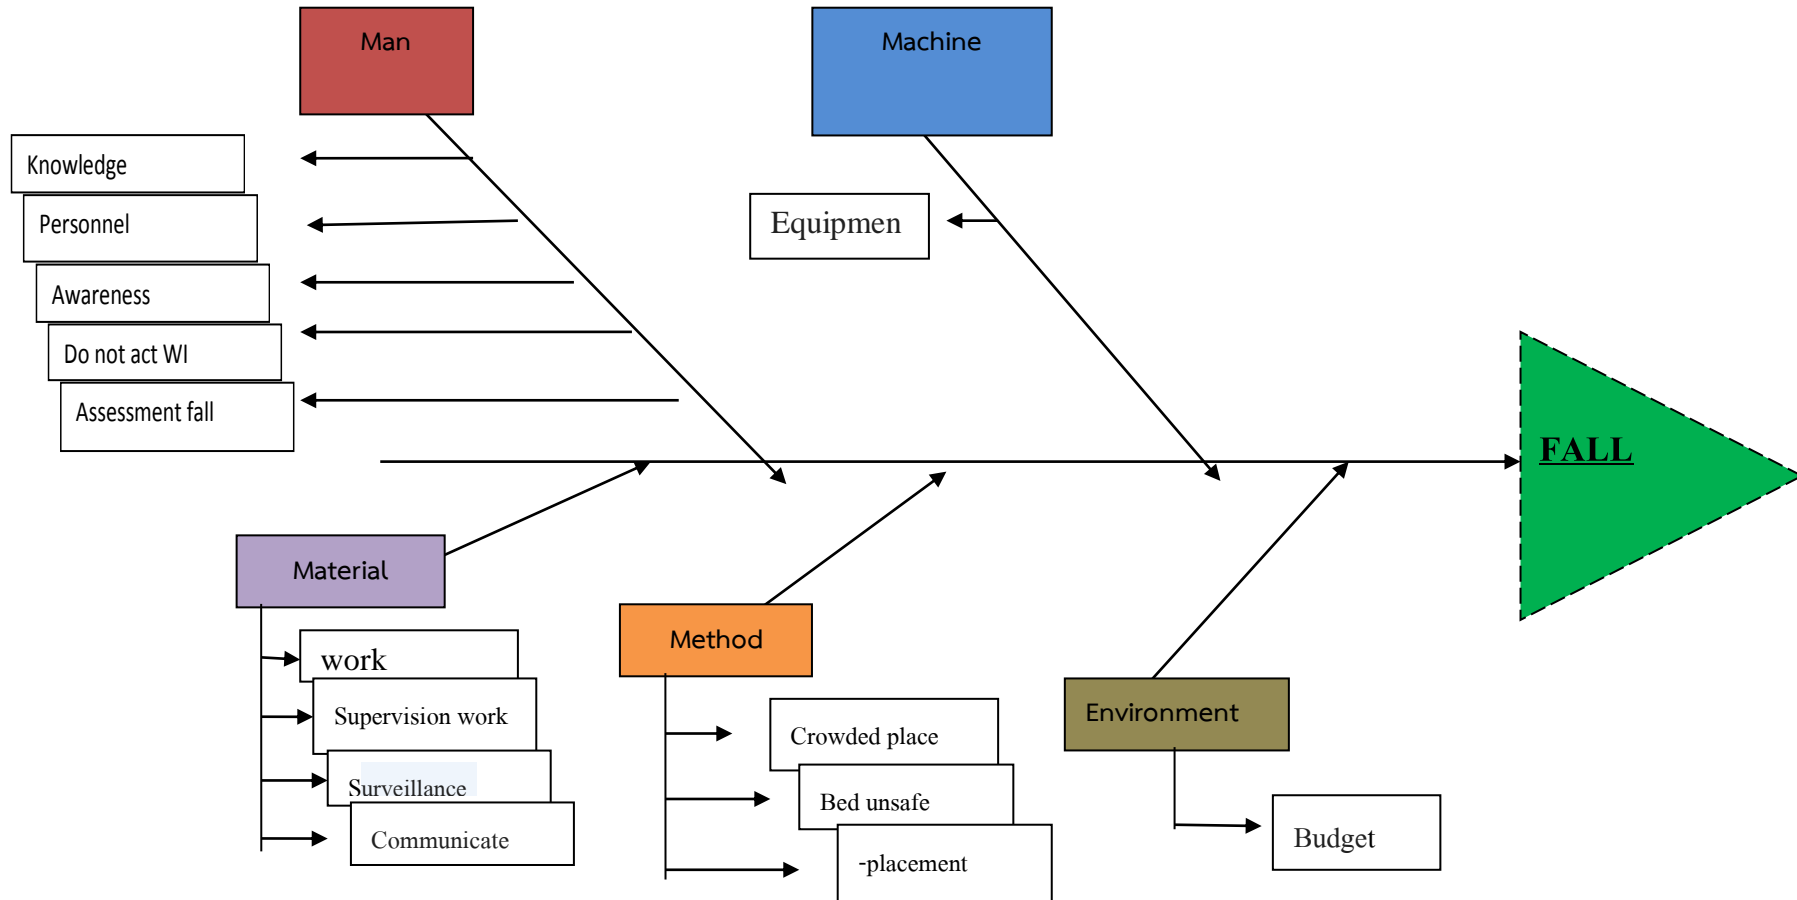 Man
Machine
Knowledge
Personnel
Awareness
Do not act WI
Assessment fall
Equipmen
FALL
Material
work
Supervision work
Surveillance
Communicate
Method
Crowded place
Bed unsafe
-placement
Environment
Budget